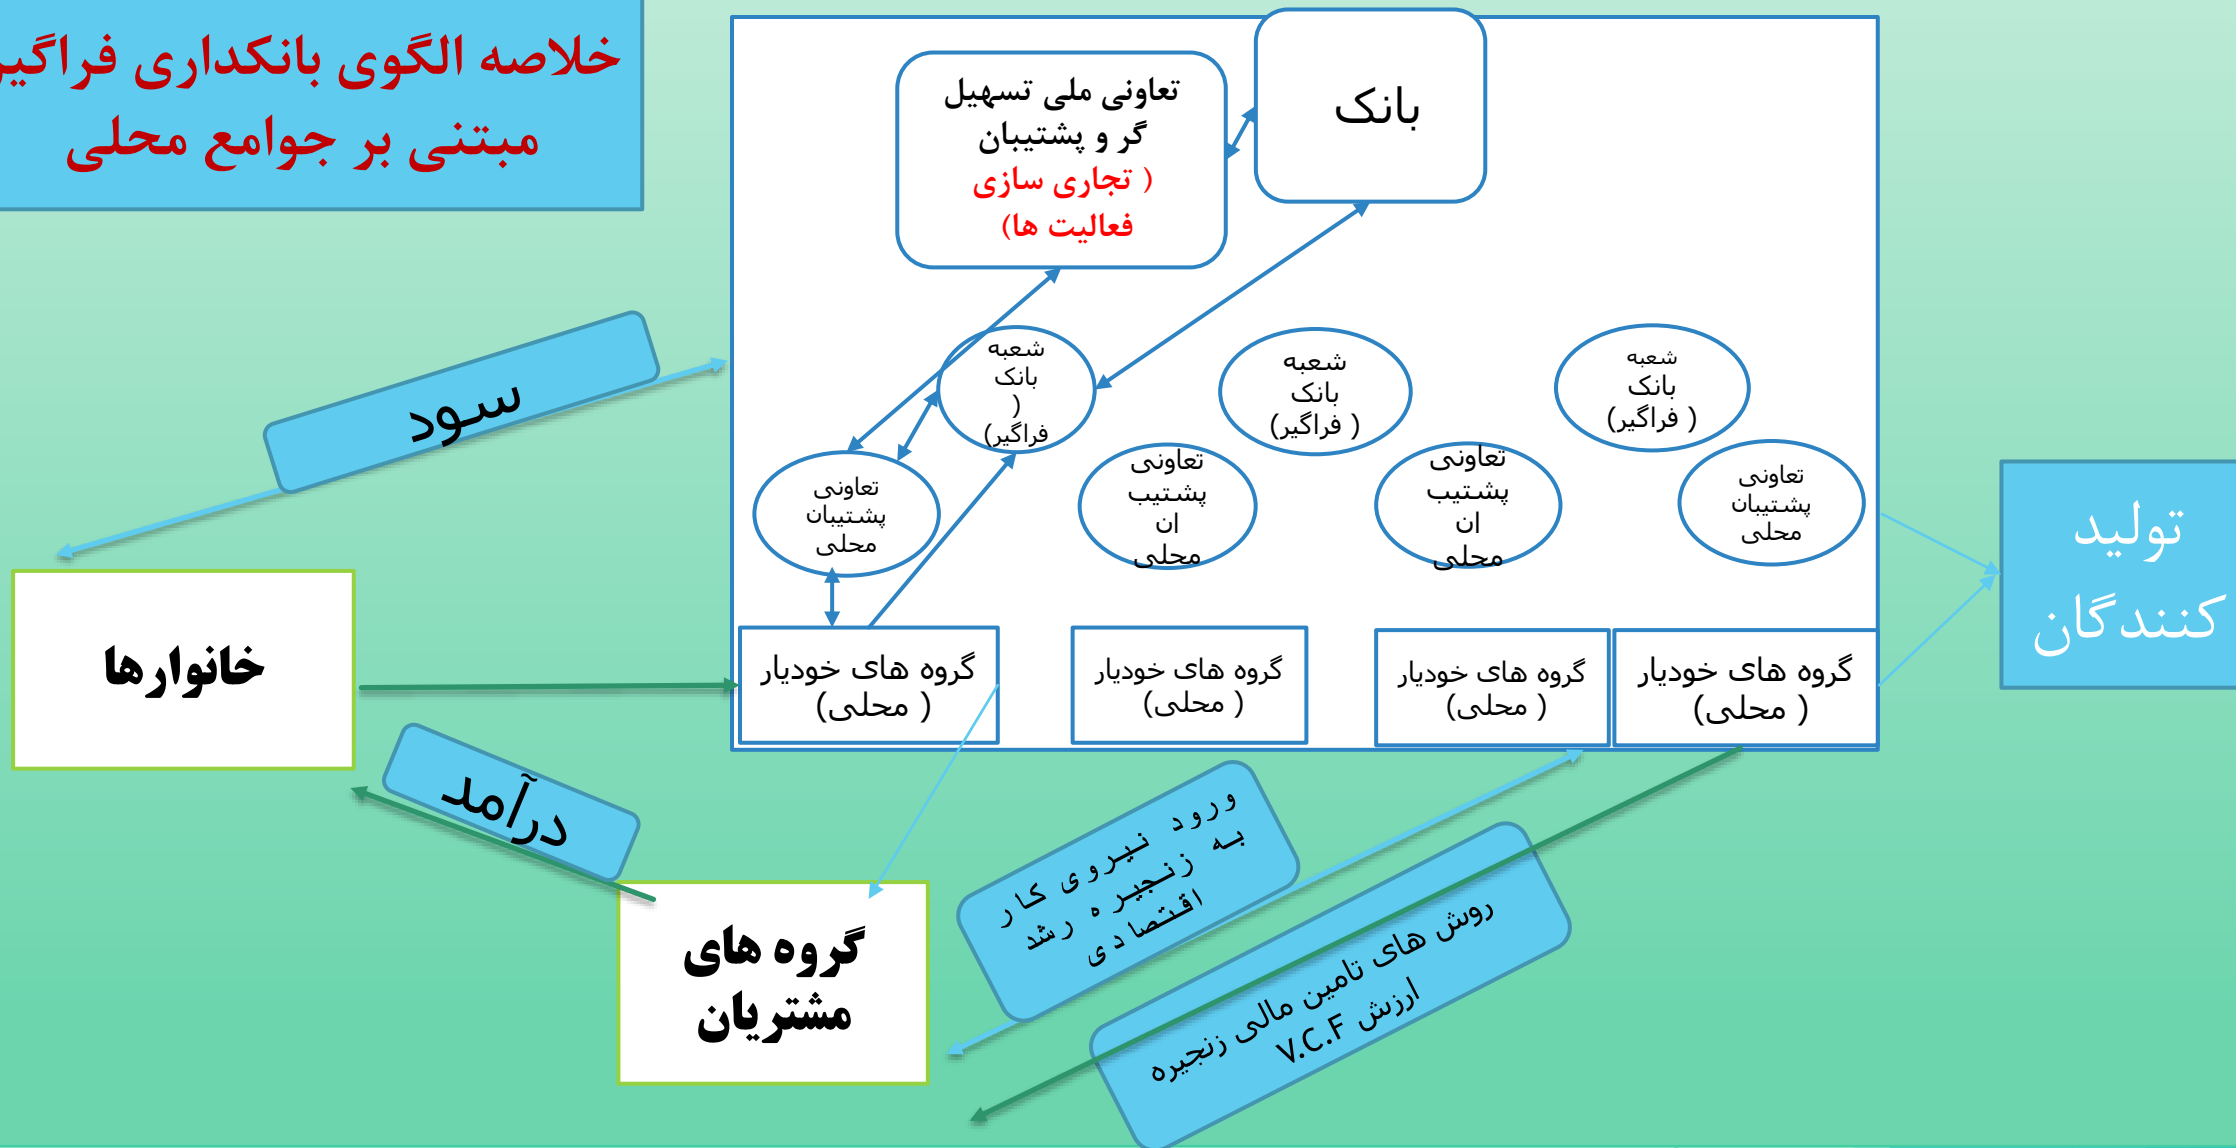 خلاصه الگوی بانکداری فراگیر
مبتنی بر جوامع محلی
بانک
تعاونی ملی تسهیل
گر و پشتیبان
( تجاری سازی
فعالیت ها)
شعبه
بانک
( فراگیر)
شعبه
بانک
( فراگیر)
شعبه
بانک
(
فراگیر)
تعاونی
پشتیبان
محلی
تعاونی
پشتیب
ان
محلی
تعاونی
پشتیب
ان
محلی
تعاونی
پشتیبان
محلی
گروه های خودیار
( محلی)
گروه های خودیار
( محلی)
گروه های خودیار
( محلی)
گروه های خودیار
( محلی)
تولید
کنندگان
سود
خانوارها
درآمد
گروه های
مشتریان
ورود نیروی کار
به زنجیره رشد
اقتصادی
روش های تامین مالی زنجیره
ارزش V.C.F